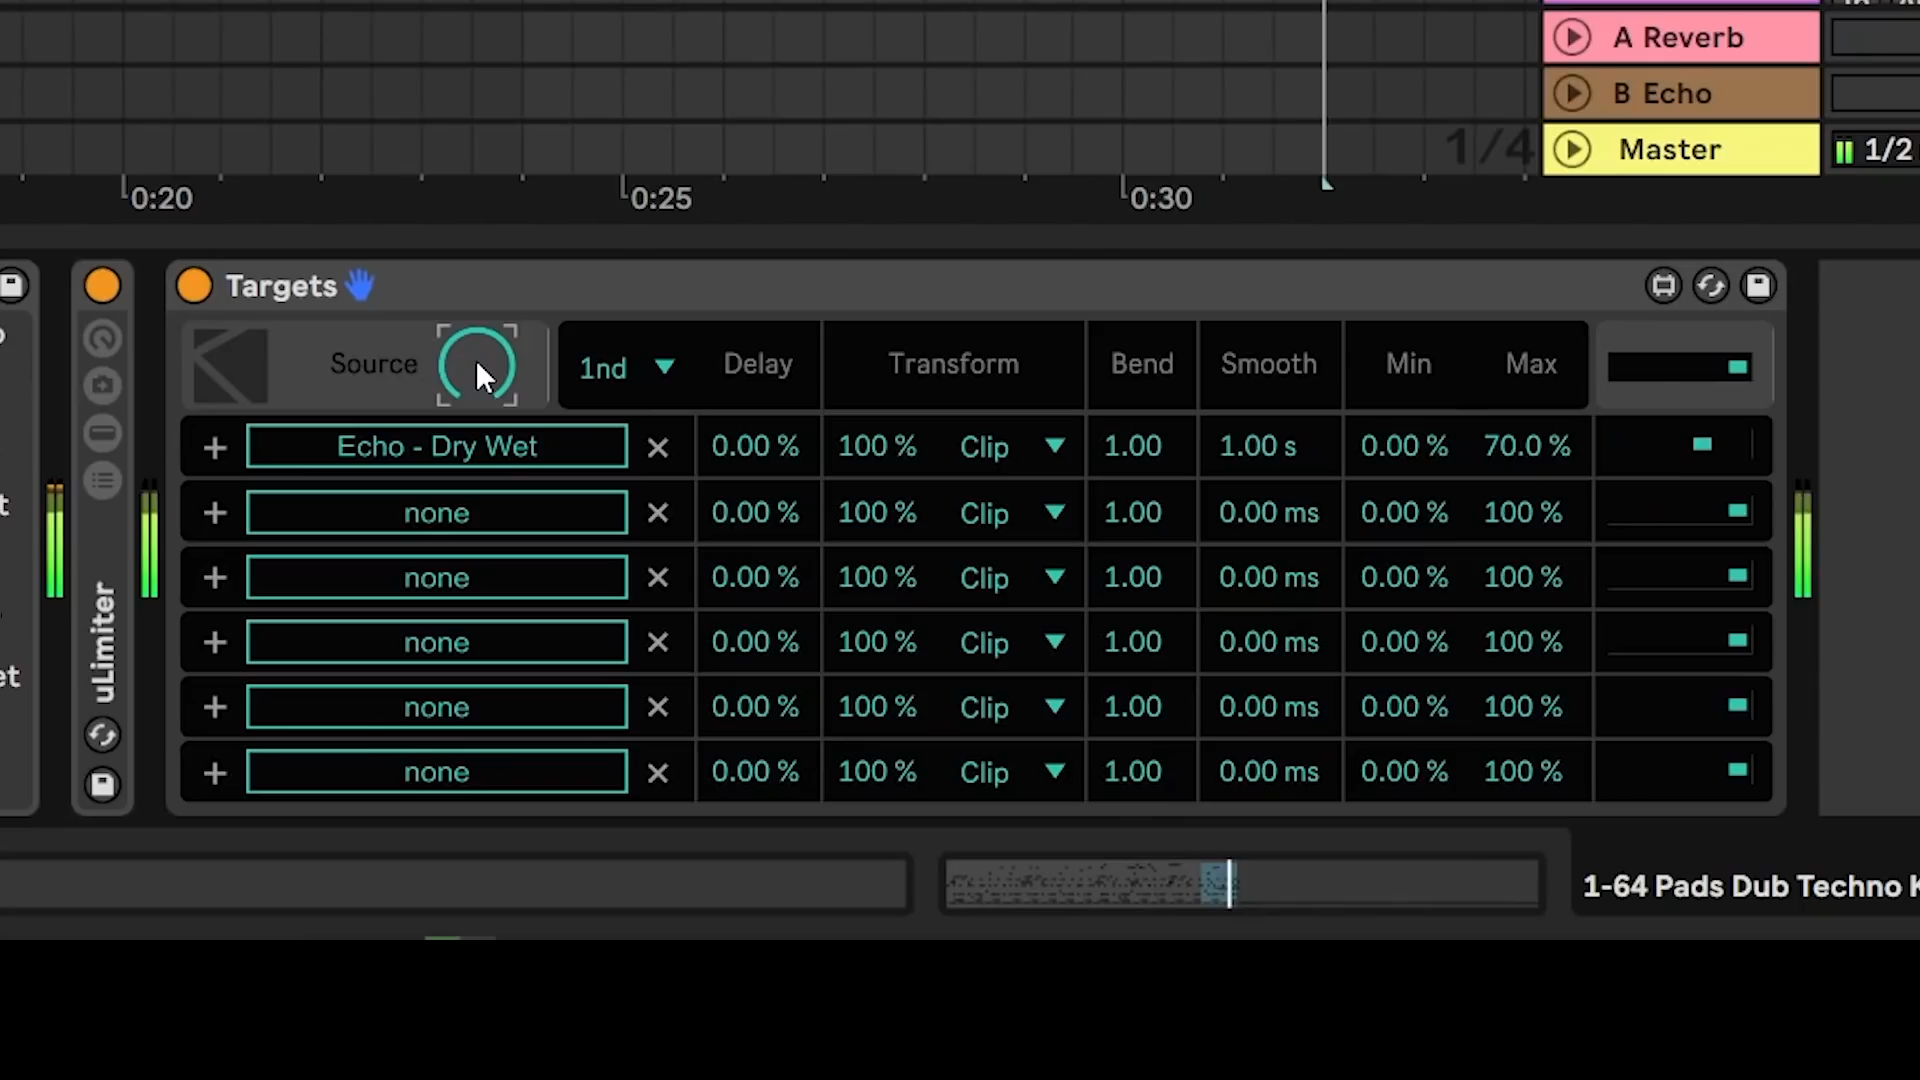 A Reverb
B Echo
1/4
Master
1/2
0:20
0:25
0:30
Targets
Source
1nd
Delay
Transform
Bend
Smooth
Min
Max
+ Echo - Dry Wet × 0.00 % 100 % Clip 1.00 1.00 s 0.00 % 70.0 %
+ none × 0.00 % 100 % Clip 1.00 0.00 ms 0.00 % 100 %
+ none × 0.00 % 100 % Clip 1.00 0.00 ms 0.00 % 100 %
+ none × 0.00 % 100 % Clip 1.00 0.00 ms 0.00 % 100 %
+ none × 0.00 % 100 % Clip 1.00 0.00 ms 0.00 % 100 %
+ none × 0.00 % 100 % Clip 1.00 0.00 ms 0.00 % 100 %
uLimiter
1-64 Pads Dub Techno K